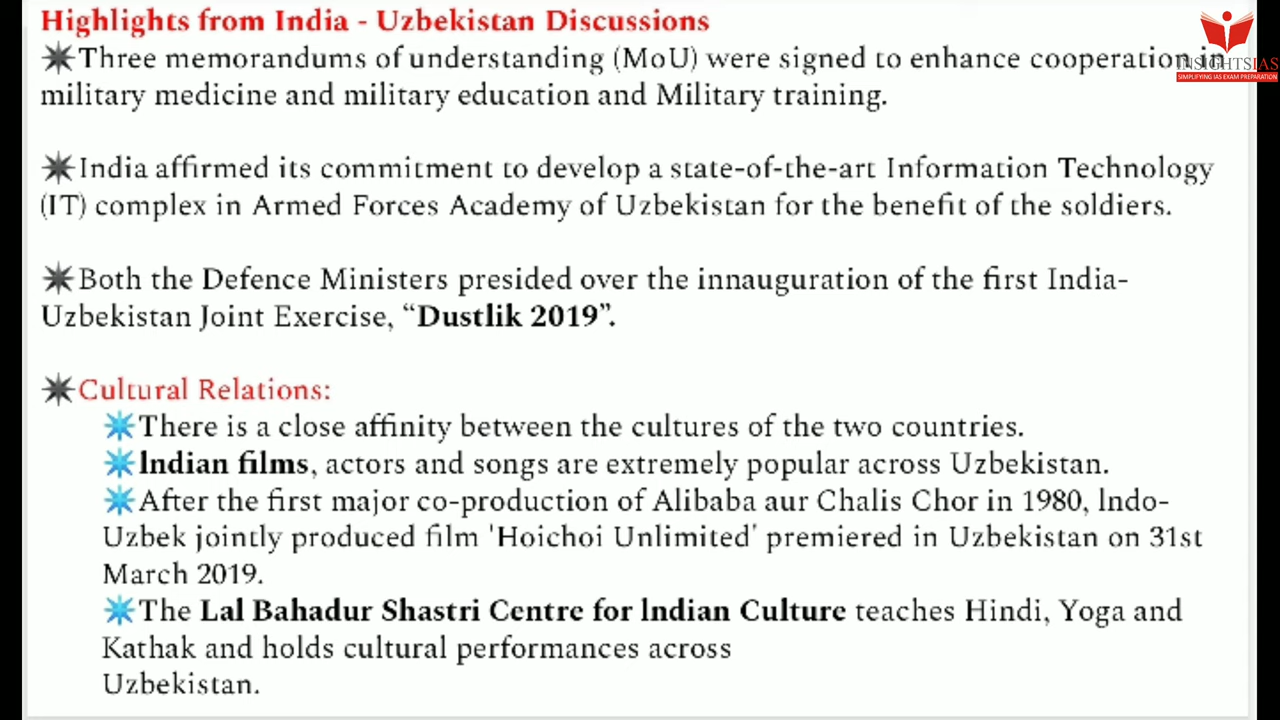 Highlights from India - Uzbekistan Discussions
Three memorandums of understanding (MoU) were signed to enhance cooperation in
military medicine and military education and Military training.
India affirmed its commitment to develop a state-of-the-art Information Technology
(IT) complex in Armed Forces Academy of Uzbekistan for the benefit of the soldiers.
Both the Defence Ministers presided over the innauguration of the first India-
Uzbekistan Joint Exercise, “Dustlik 2019”.
Cultural Relations:
There is a close affinity between the cultures of the two countries.
lndian films, actors and songs are extremely popular across Uzbekistan.
After the first major co-production of Alibaba aur Chalis Chor in 1980, lndo-
Uzbek jointly produced film 'Hoichoi Unlimited' premiered in Uzbekistan on 31st
March 2019.
The Lal Bahadur Shastri Centre for lndian Culture teaches Hindi, Yoga and
Kathak and holds cultural performances across
Uzbekistan.
INSIGHTSIAS
SIMPLIFYING IAS EXAM PREPARATION